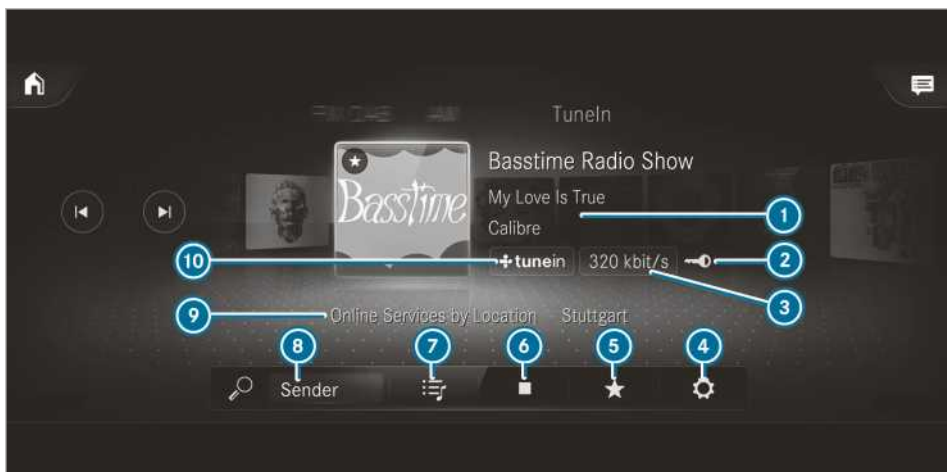 TuneIn
Basstime Radio Show
Basstime
My Love Is True
1
Calibre
10
tunein
320 kbit/s
2
3
9
Online Services by Location
Stuttgart
8
7
6
5
4
Sender